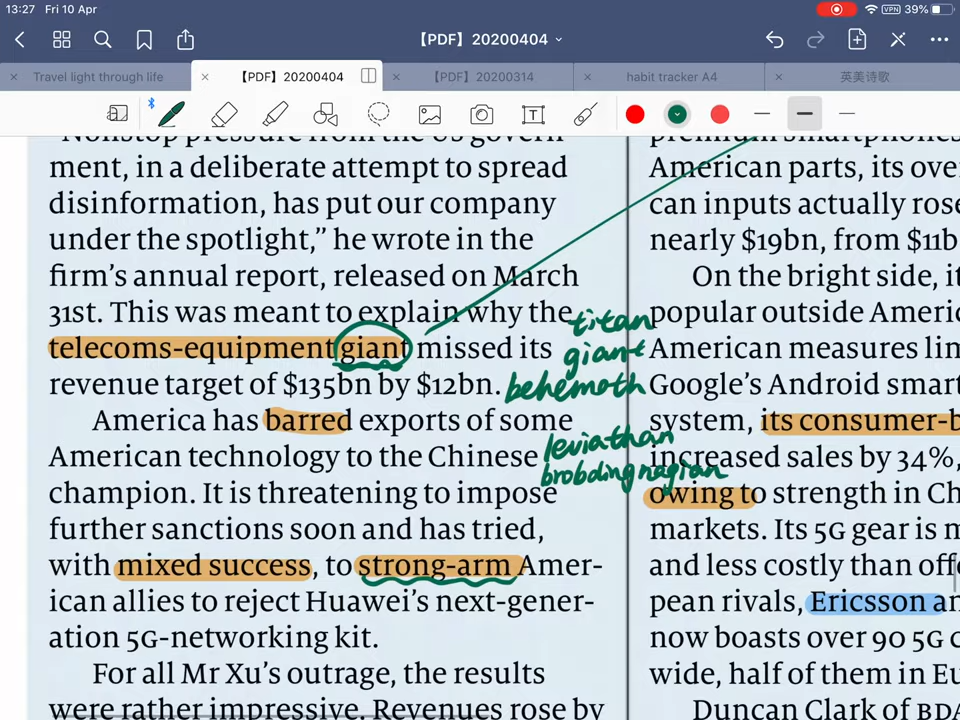 13:27 Fri 10 Apr
VPN 39%
【PDF】20200404
Travel light through life
【PDF】20200404
【PDF】20200314
habit tracker A4
英美诗歌
"Nonstop pressure from the US govern-
ment, in a deliberate attempt to spread
disinformation, has put our company
under the spotlight," he wrote in the
firm's annual report, released on March
31st. This was meant to explain why the
telecoms-equipment giant missed its
revenue target of $135bn by $12bn.
America has barred exports of some
American technology to the Chinese
champion. It is threatening to impose
further sanctions soon and has tried,
with mixed success, to strong-arm Amer-
ican allies to reject Huawei's next-gener-
ation 5G-networking kit.
For all Mr Xu's outrage, the results
were rather impressive. Revenues rose by
titan
giant
behemoth
leviathan
brobdingnagian
premium smartphones
American parts, its over
can inputs actually rose
nearly $19bn, from $11b
On the bright side, it
popular outside Americ
American measures lim
Google's Android smart
system, its consumer-b
increased sales by 34%,
owing to strength in Ch
markets. Its 5G gear is m
and less costly than offe
pean rivals, Ericsson an
now boasts over 90 5G c
wide, half of them in Eu
Duncan Clark of BDA